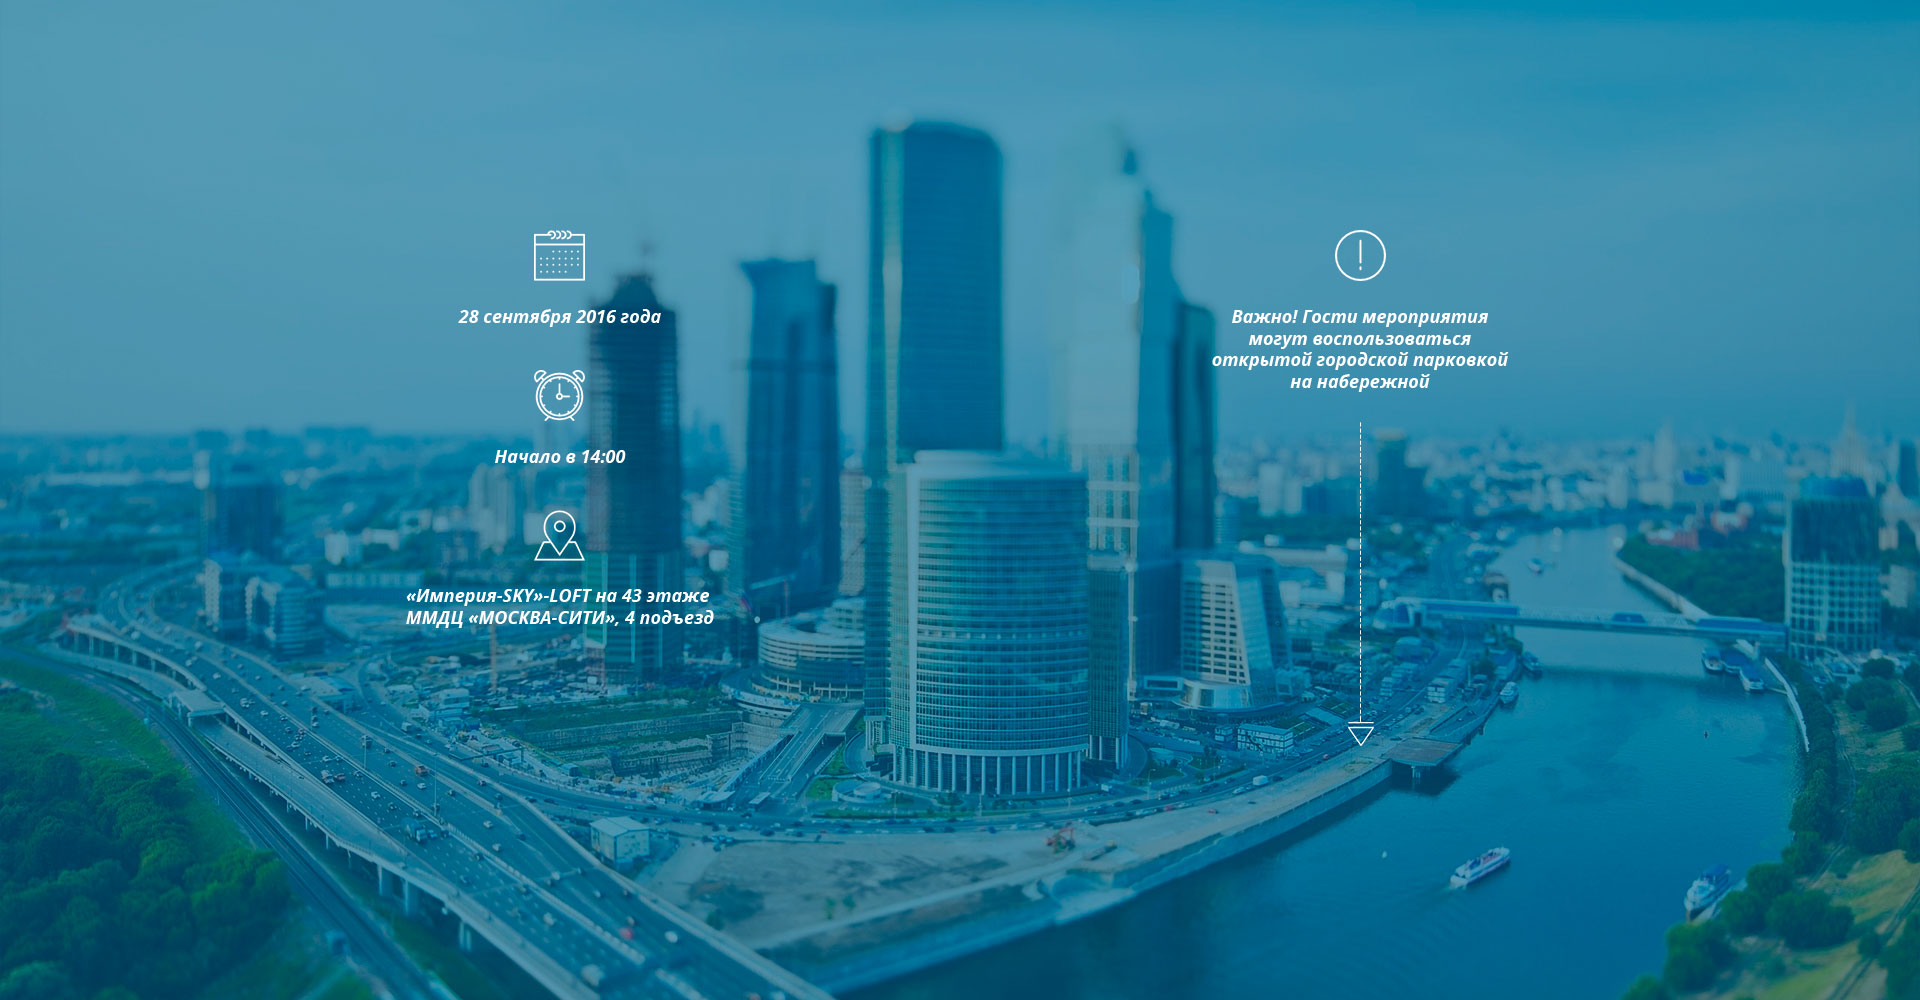 28 сентября 2016 года
Начало в 14:00
«Империя-SKY»-LOFT на 43 этаже
ММДЦ «МОСКВА-СИТИ», 4 подъезд
Важно! Гости мероприятия
могут воспользоваться
открытой городской парковкой
на набережной